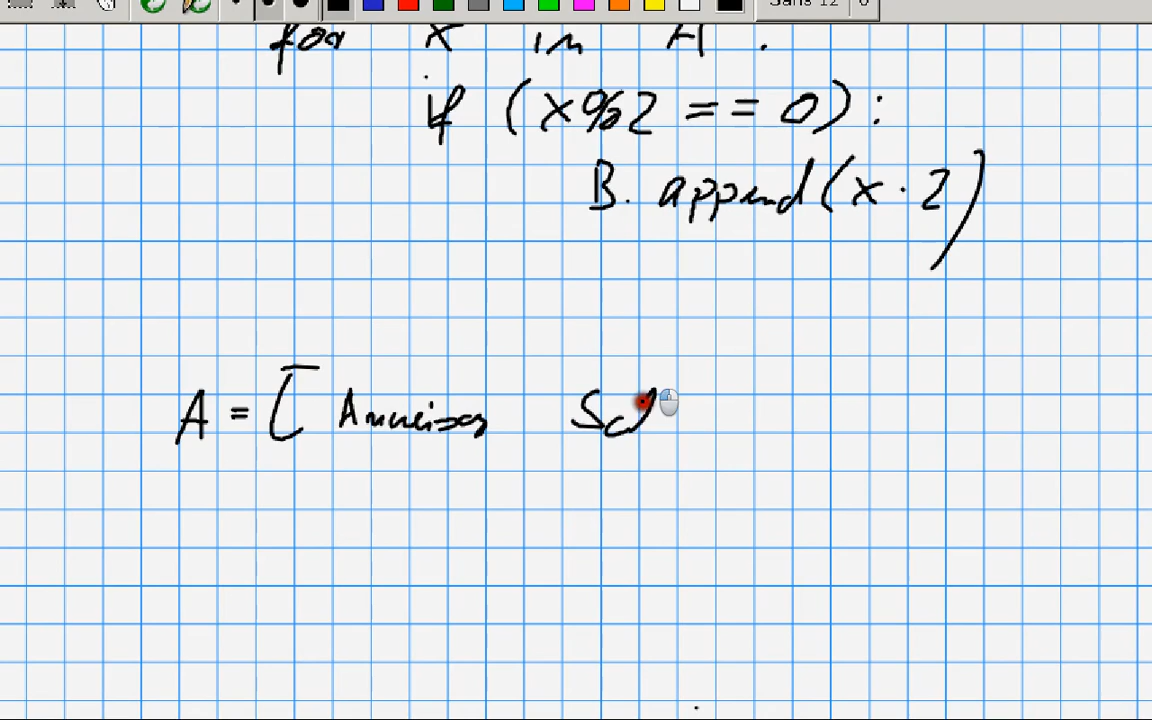 for x in A :
if (x%2 == 0) :
B. append(x · 2)
A = [